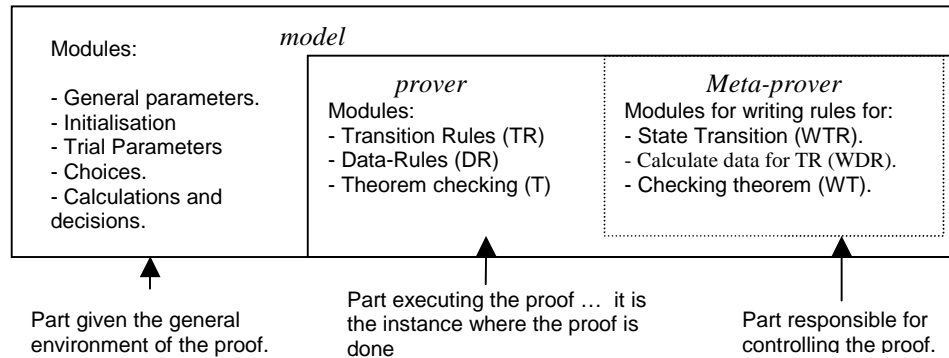 model
Modules:
- General parameters.
- Initialisation
- Trial Parameters
- Choices.
- Calculations and
decisions.
prover
Modules:
- Transition Rules (TR)
- Data-Rules (DR)
- Theorem checking (T)
Meta-prover
Modules for writing rules for:
- State Transition (WTR).
- Calculate data for TR (WDR).
- Checking theorem (WT).
Part given the general
environment of the proof.
Part executing the proof … it is
the instance where the proof is
done
Part responsible for
controlling the proof.